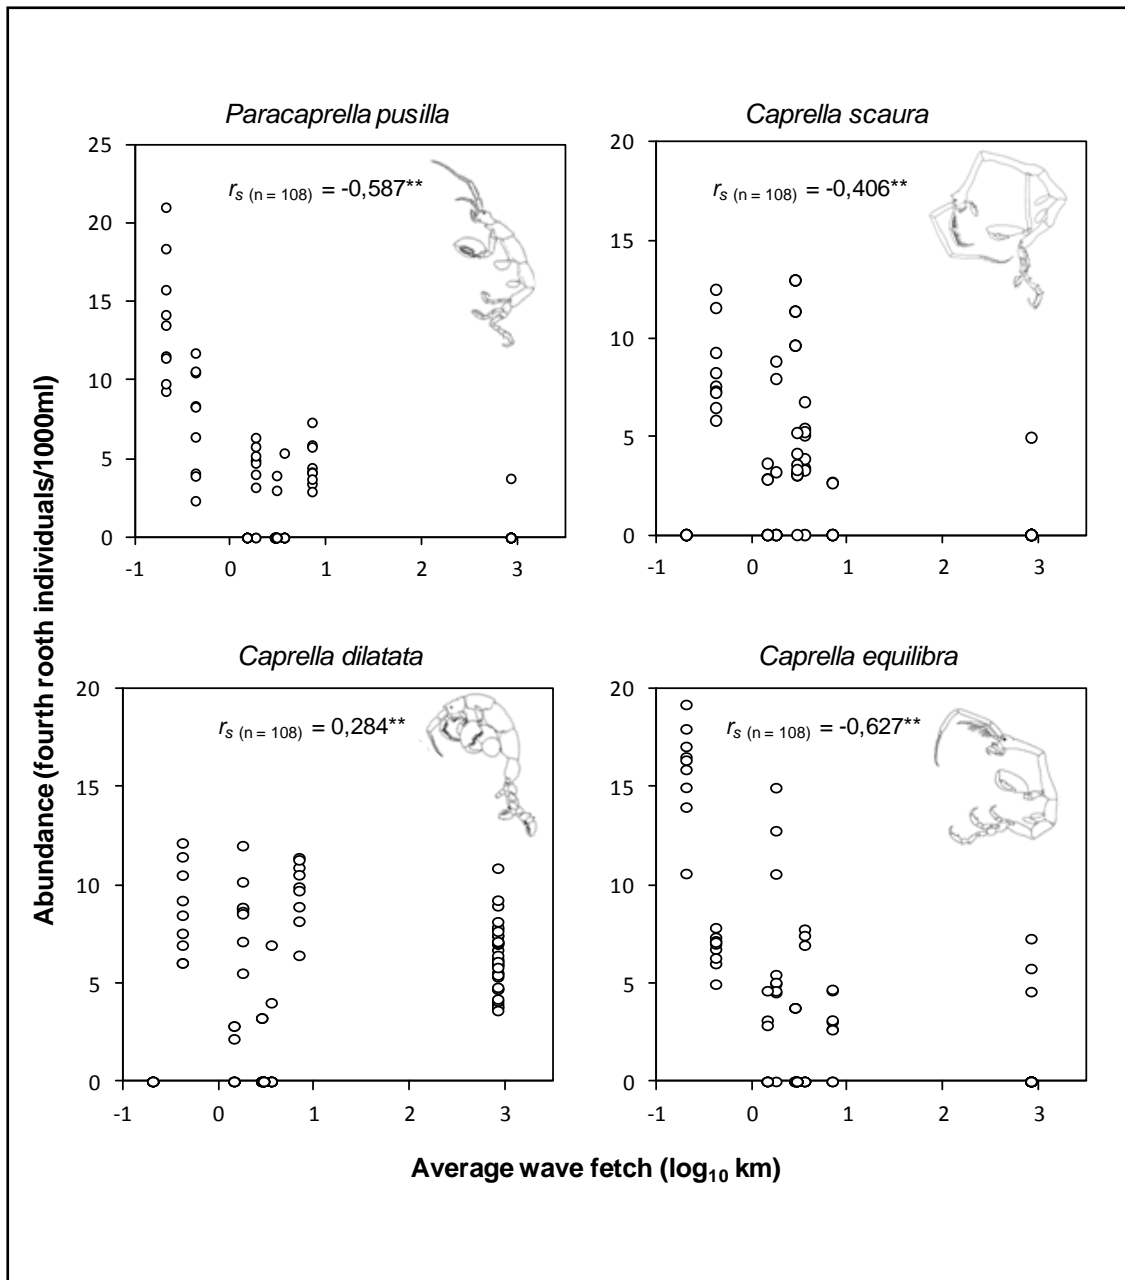 Paracaprella pusilla
Caprella scaura
25
20
15
10
5
0
-1 0 1 2 3
r_s (n = 108) = -0,587**
20
15
10
5
0
-1 0 1 2 3
r_s (n = 108) = -0,406**
Abundance (fourth rooth individuals/1000ml)
Caprella dilatata
Caprella equilibra
20
15
10
5
0
-1 0 1 2 3
r_s (n = 108) = 0,284**
20
15
10
5
0
-1 0 1 2 3
r_s (n = 108) = -0,627**
Average wave fetch (log₁₀ km)